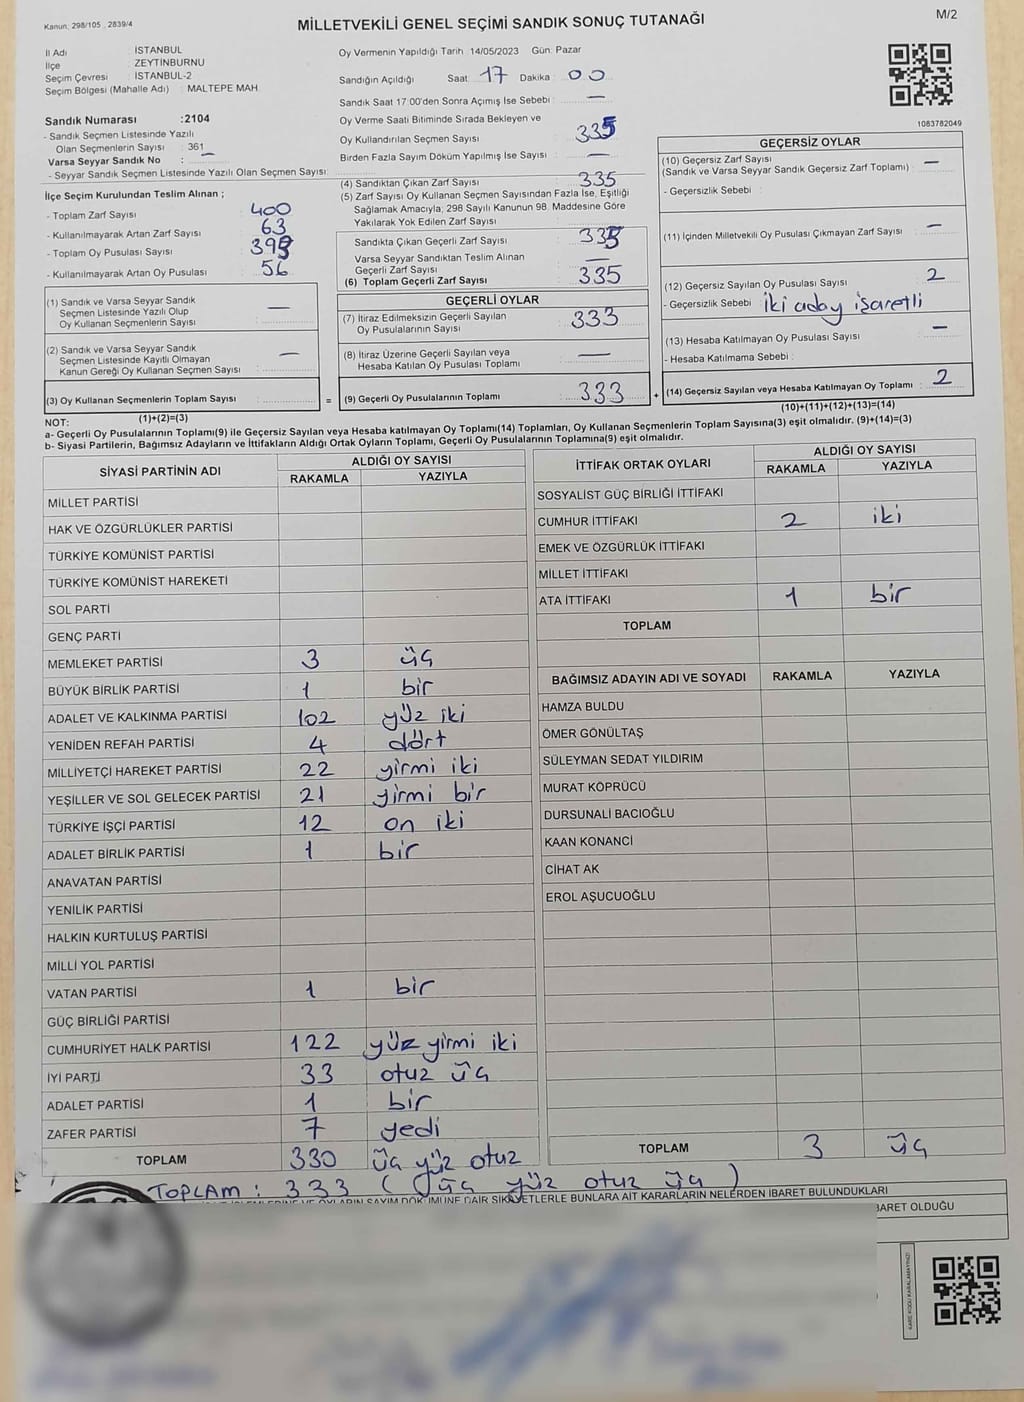 Kanun: 298/105 , 2839/4
MİLLETVEKİLİ GENEL SEÇİMİ SANDIK SONUÇ TUTANAĞI
M/2
İl Adı : İSTANBUL
İlçe : ZEYTİNBURNU
Seçim Çevresi : İSTANBUL-2
Seçim Bölgesi (Mahalle Adı) : MALTEPE MAH.
Oy Vermenin Yapıldığı Tarih :14/05/2023 Gün: Pazar
Sandığın Açıldığı Saat: 17 Dakika : 00
Sandık Saat 17:00'den Sonra Açımış İse Sebebi : —
Sandık Numarası :2104
- Sandık Seçmen Listesinde Yazılı
Olan Seçmenlerin Sayısı : 361
Varsa Seyyar Sandık No : —
- Seyyar Sandık Seçmen Listesinde Yazılı Olan Seçmen Sayısı:
Oy Verme Saati Bitiminde Sırada Bekleyen ve
Oy Kullandırılan Seçmen Sayısı : 335
Birden Fazla Sayım Döküm Yapılmış İse Sayısı : —
1083782049
İlçe Seçim Kurulundan Teslim Alınan ;
- Toplam Zarf Sayısı : 400
- Kullanılmayarak Artan Zarf Sayısı : 63
- Toplam Oy Pusulası Sayısı :
- Kullanılmayarak Artan Oy Pusulası : 56
(4) Sandıktan Çıkan Zarf Sayısı : 335
(5) Zarf Sayısı Oy Kullanan Seçmen Sayısından Fazla İse, Eşitliği
Sağlamak Amacıyla; 298 Sayılı Kanunun 98. Maddesine Göre
Yakılarak Yok Edilen Zarf Sayısı :
Sandıkta Çıkan Geçerli Zarf Sayısı : 335
Varsa Seyyar Sandıktan Teslim Alınan
Geçerli Zarf Sayısı : —
(6) Toplam Geçerli Zarf Sayısı : 335
GEÇERSİZ OYLAR
(10) Geçersiz Zarf Sayısı : —
(Sandık ve Varsa Seyyar Sandık Geçersiz Zarf Toplamı)
- Geçersizlik Sebebi :
(11) İçinden Milletvekili Oy Pusulası Çıkmayan Zarf Sayısı : —
(12) Geçersiz Sayılan Oy Pusulası Sayısı : 2
- Geçersizlik Sebebi : iki aday işaretli
(13) Hesaba Katılmayan Oy Pusulası Sayısı : —
- Hesaba Katılmama Sebebi :
(14) Geçersiz Sayılan veya Hesaba Katılmayan Oy Toplamı : 2
(10)+(11)+(12)+(13)=(14)
(1) Sandık ve Varsa Seyyar Sandık
Seçmen Listesinde Yazılı Olup
Oy Kullanan Seçmenlerin Sayısı : —
(2) Sandık ve Varsa Seyyar Sandık
Seçmen Listesinde Kayıtlı Olmayan
Kanun Gereği Oy Kullanan Seçmen Sayısı : —
(3) Oy Kullanan Seçmenlerin Toplam Sayısı :
(1)+(2)=(3)
GEÇERLİ OYLAR
(7) İtiraz Edilmeksizin Geçerli Sayılan
Oy Pusulalarının Sayısı : 333
(8) İtiraz Üzerine Geçerli Sayılan veya
Hesaba Katılan Oy Pusulası Toplamı : —
= (9) Geçerli Oy Pusulalarının Toplamı : 333 +
NOT:
a- Geçerli Oy Pusulalarının Toplamı(9) ile Geçersiz Sayılan veya Hesaba katılmayan Oy Toplamı(14) Toplamları, Oy Kullanan Seçmenlerin Toplam Sayısına(3) eşit olmalıdır. (9)+(14)=(3)
b- Siyasi Partilerin, Bağımsız Adayların ve İttifakların Aldığı Ortak Oyların Toplamı, Geçerli Oy Pusulalarının Toplamına(9) eşit olmalıdır.
SİYASİ PARTİNİN ADI
ALDIĞI OY SAYISI
RAKAMLA YAZIYLA
MİLLET PARTİSİ
HAK VE ÖZGÜRLÜKLER PARTİSİ
TÜRKİYE KOMÜNİST PARTİSİ
TÜRKİYE KOMÜNİST HAREKETİ
SOL PARTİ
GENÇ PARTİ
MEMLEKET PARTİSİ 3 üç
BÜYÜK BİRLİK PARTİSİ 1 bir
ADALET VE KALKINMA PARTİSİ 102 yüz iki
YENİDEN REFAH PARTİSİ 4 dört
MİLLİYETÇİ HAREKET PARTİSİ 22 yirmi iki
YEŞİLLER VE SOL GELECEK PARTİSİ 21 yirmi bir
TÜRKİYE İŞÇİ PARTİSİ 12 on iki
ADALET BİRLİK PARTİSİ 1 bir
ANAVATAN PARTİSİ
YENİLİK PARTİSİ
HALKIN KURTULUŞ PARTİSİ
MİLLİ YOL PARTİSİ
VATAN PARTİSİ 1 bir
GÜÇ BİRLİĞİ PARTİSİ
CUMHURİYET HALK PARTİSİ 122 yüz yirmi iki
İYİ PARTİ 33 otuz üç
ADALET PARTİSİ 1 bir
ZAFER PARTİSİ 7 yedi
TOPLAM 330 üç yüz otuz
İTTİFAK ORTAK OYLARI
ALDIĞI OY SAYISI
RAKAMLA YAZIYLA
SOSYALİST GÜÇ BİRLİĞİ İTTİFAKI
CUMHUR İTTİFAKI 2 iki
EMEK VE ÖZGÜRLÜK İTTİFAKI
MİLLET İTTİFAKI
ATA İTTİFAKI 1 bir
TOPLAM
BAĞIMSIZ ADAYIN ADI VE SOYADI RAKAMLA YAZIYLA
HAMZA BULDU
ÖMER GÖNÜLTAŞ
SÜLEYMAN SEDAT YILDIRIM
MURAT KÖPRÜCÜ
DURSUNALİ BACIOĞLU
KAAN KONANCİ
CİHAT AK
EROL AŞUCUOĞLU
TOPLAM 3 üç
TOPLAM : 333 ( üç yüz otuz üç )
OYLARIN SAYIM DÖKÜMÜNE DAİR ŞİKAYETLERLE BUNLARA AİT KARARLARIN NELERDEN İBARET BULUNDUKLARI
İBARET OLDUĞU
KARE KODU KARALAMAYINIZ!